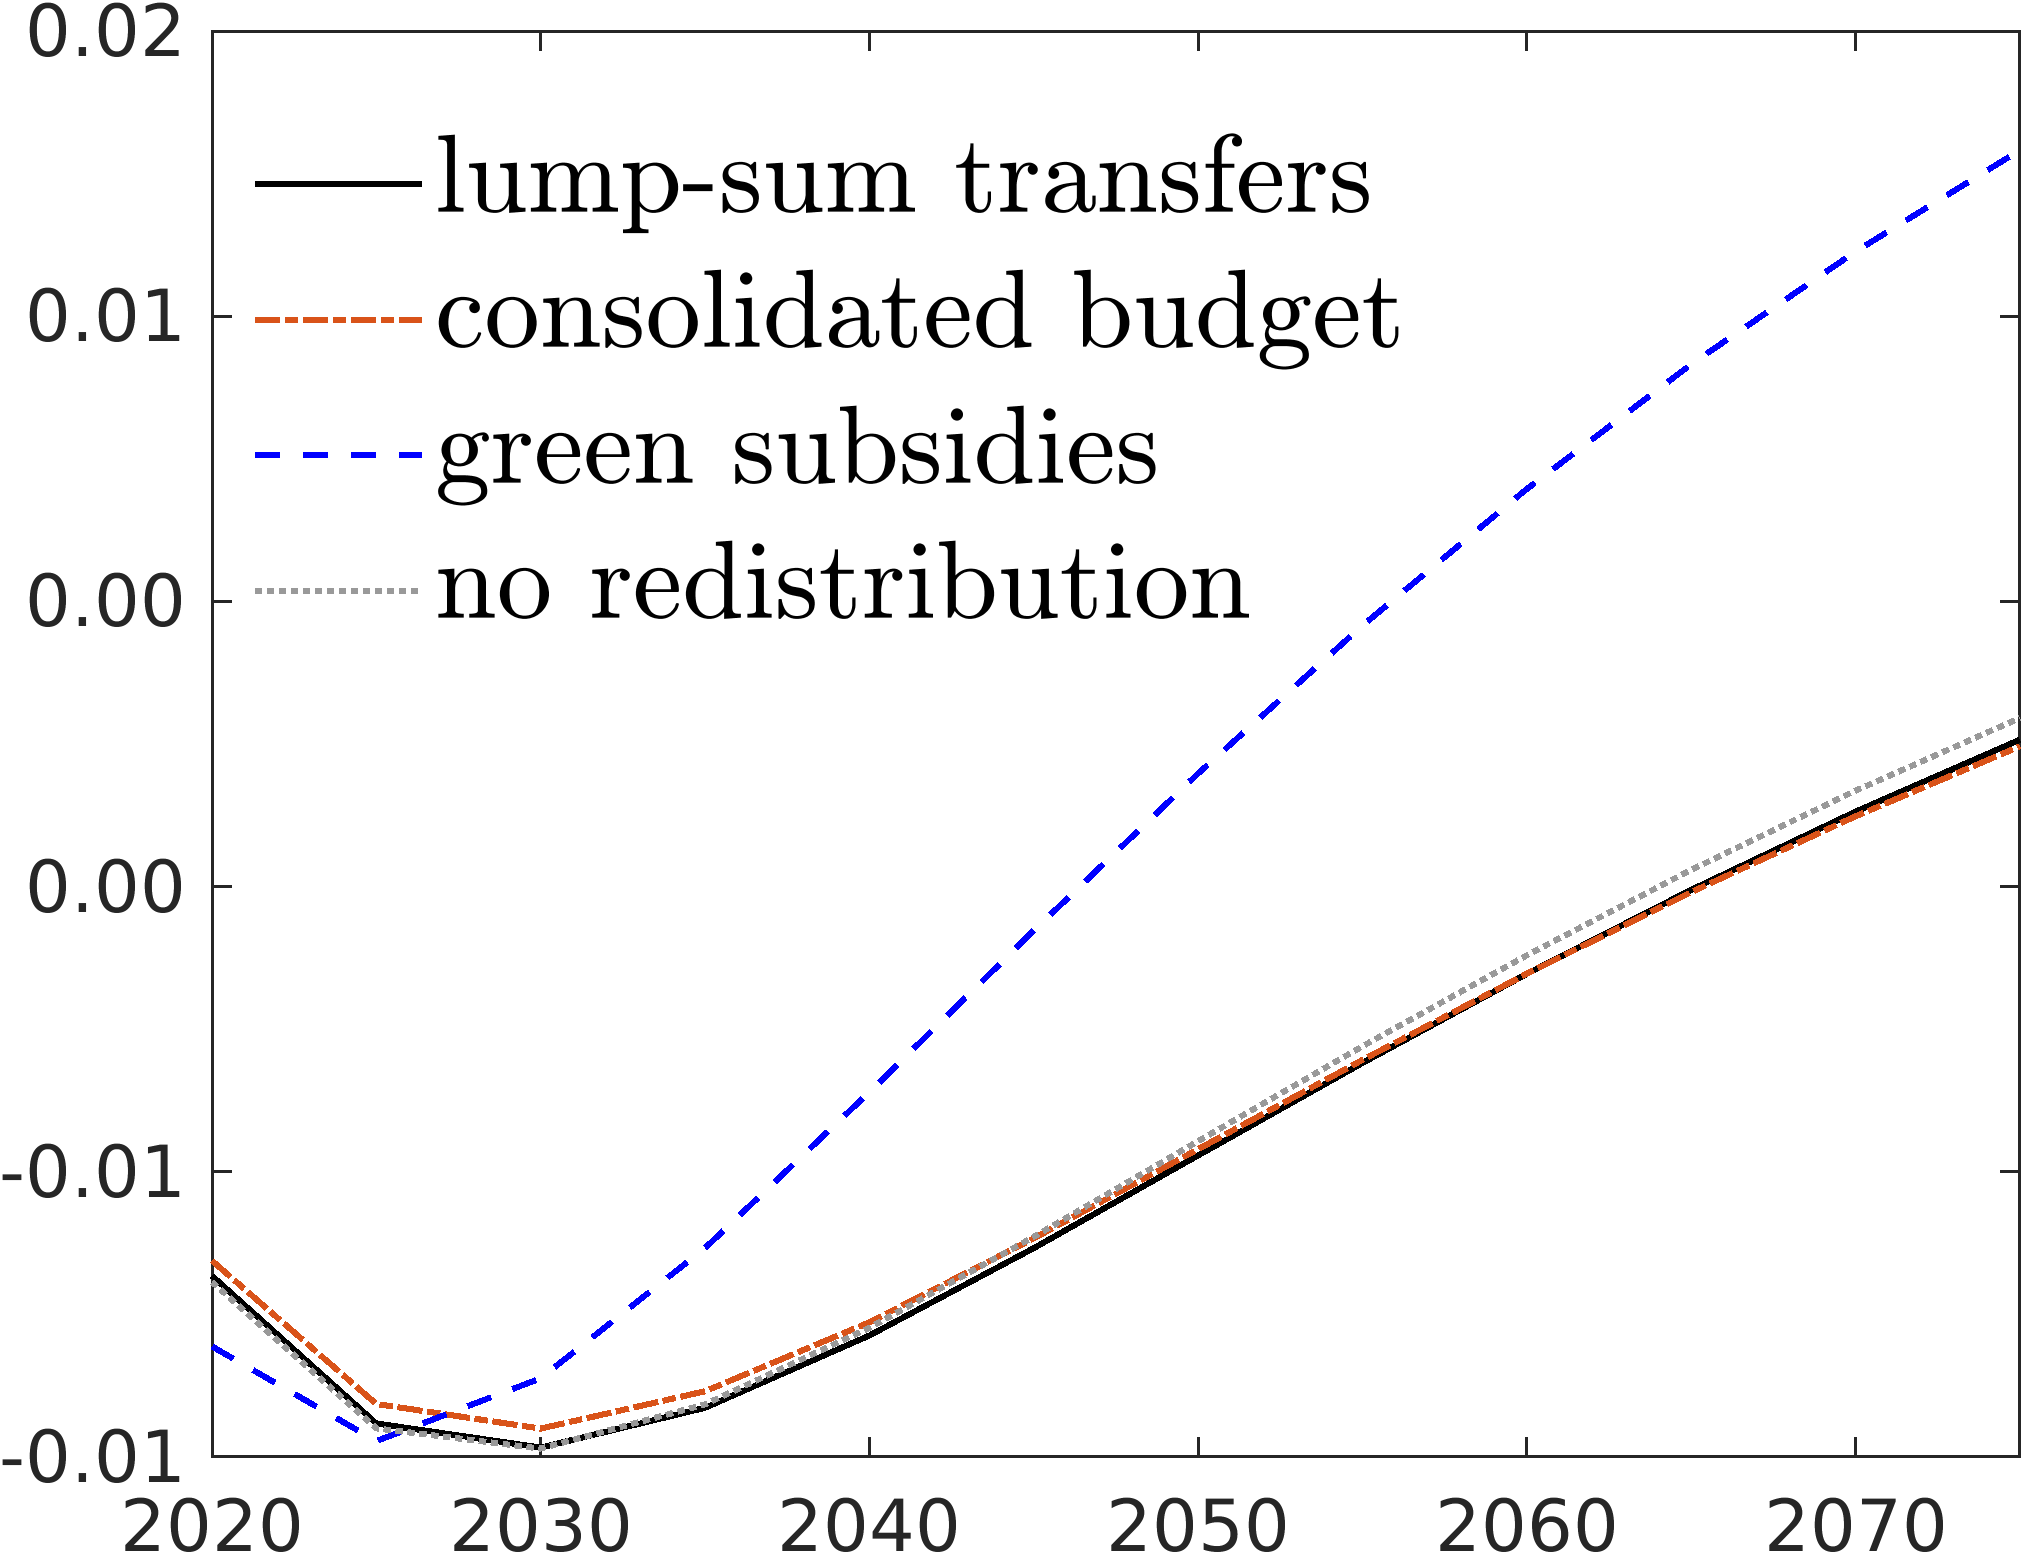 0.02
lump-sum transfers
consolidated budget
0.01
green subsidies
no redistribution
0.00
0.00
-0.01
-0.01
2020 2030 2040 2050 2060 2070